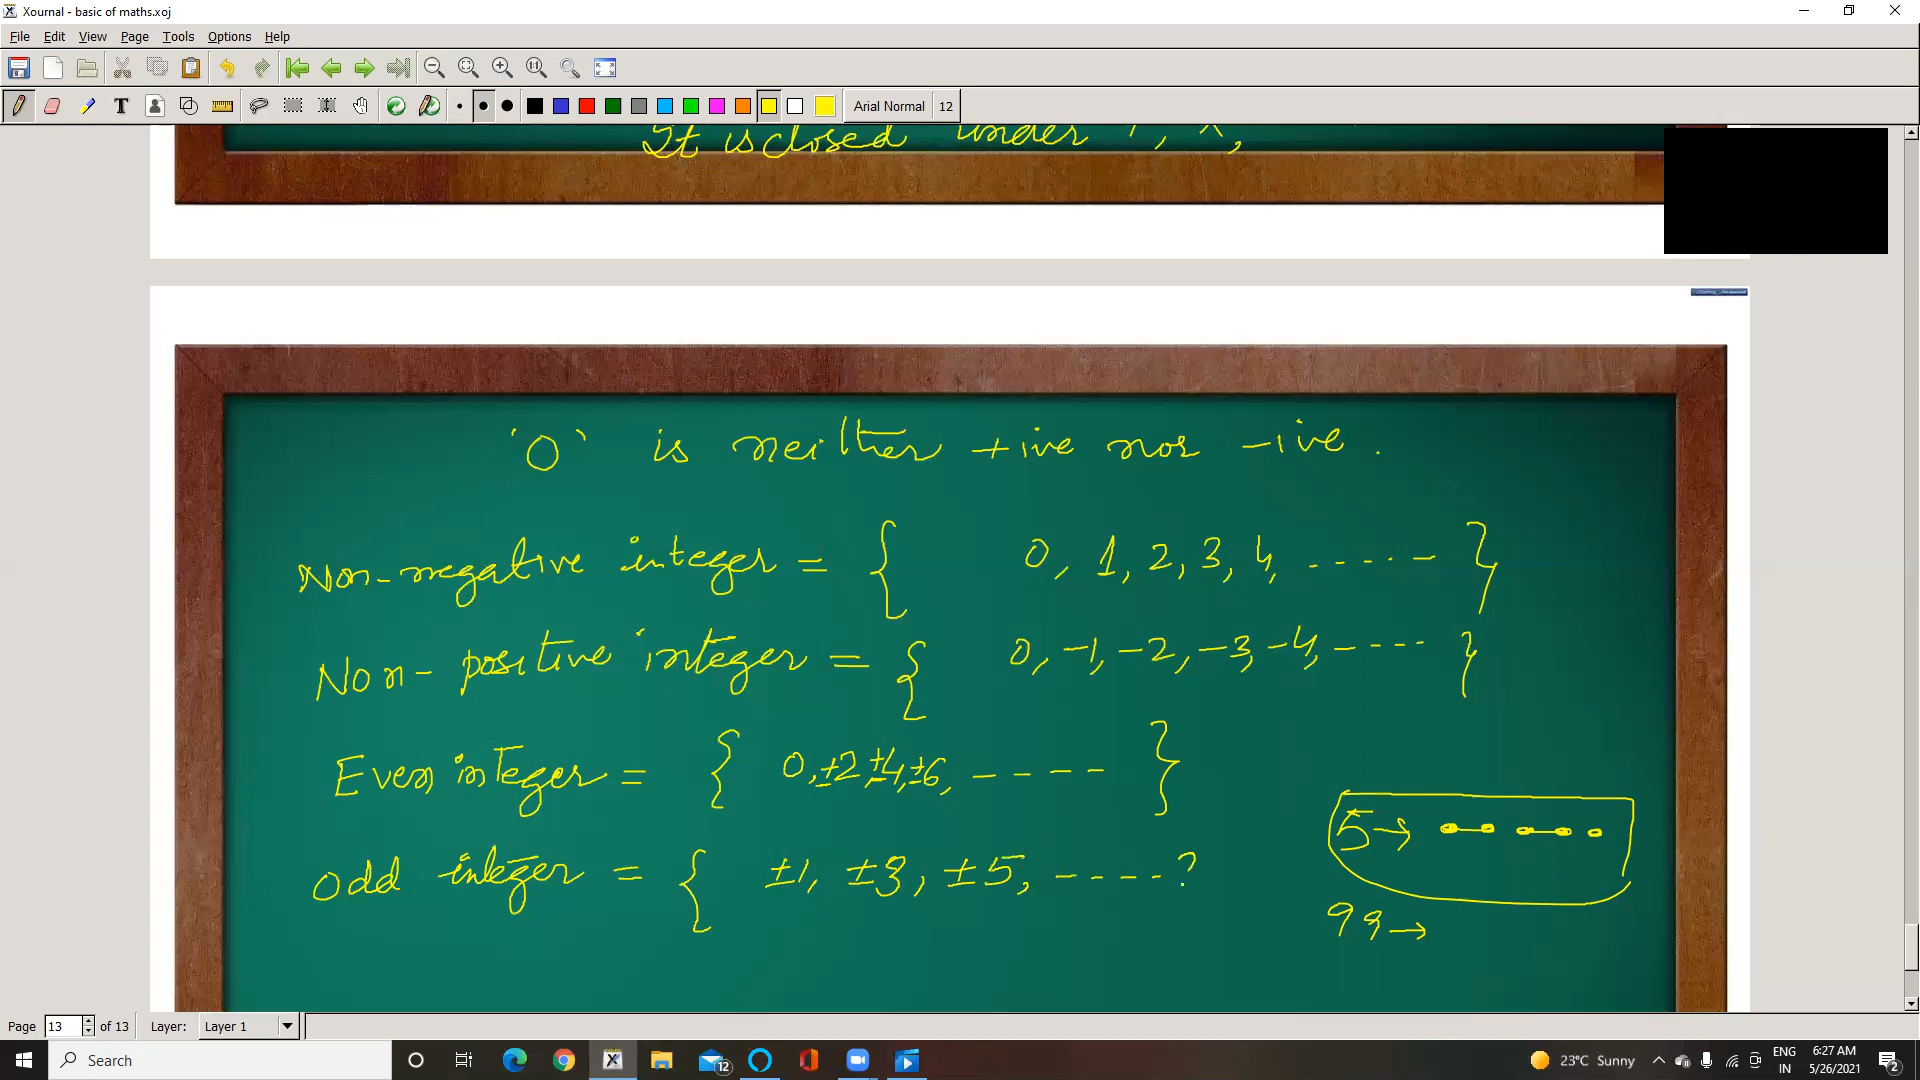 Xournal - basic of maths.xoj
File Edit View Page Tools Options Help
T Arial Normal 12
It is closed under +, ×,
'0' is neither +ive nor -ive.
Non-negative integer = { 0, 1, 2, 3, 4, ------ }
Non-positive integer = { 0, -1, -2, -3, -4, ---- }
Even integer = { 0, ±2, ±4, ±6, ---- }
odd integer = { ±1, ±3, ±5, ----- }
5→
99→
Page 13 of 13 Layer: Layer 1
Search
12
23°C Sunny
ENG
IN
6:27 AM
5/26/2021
2